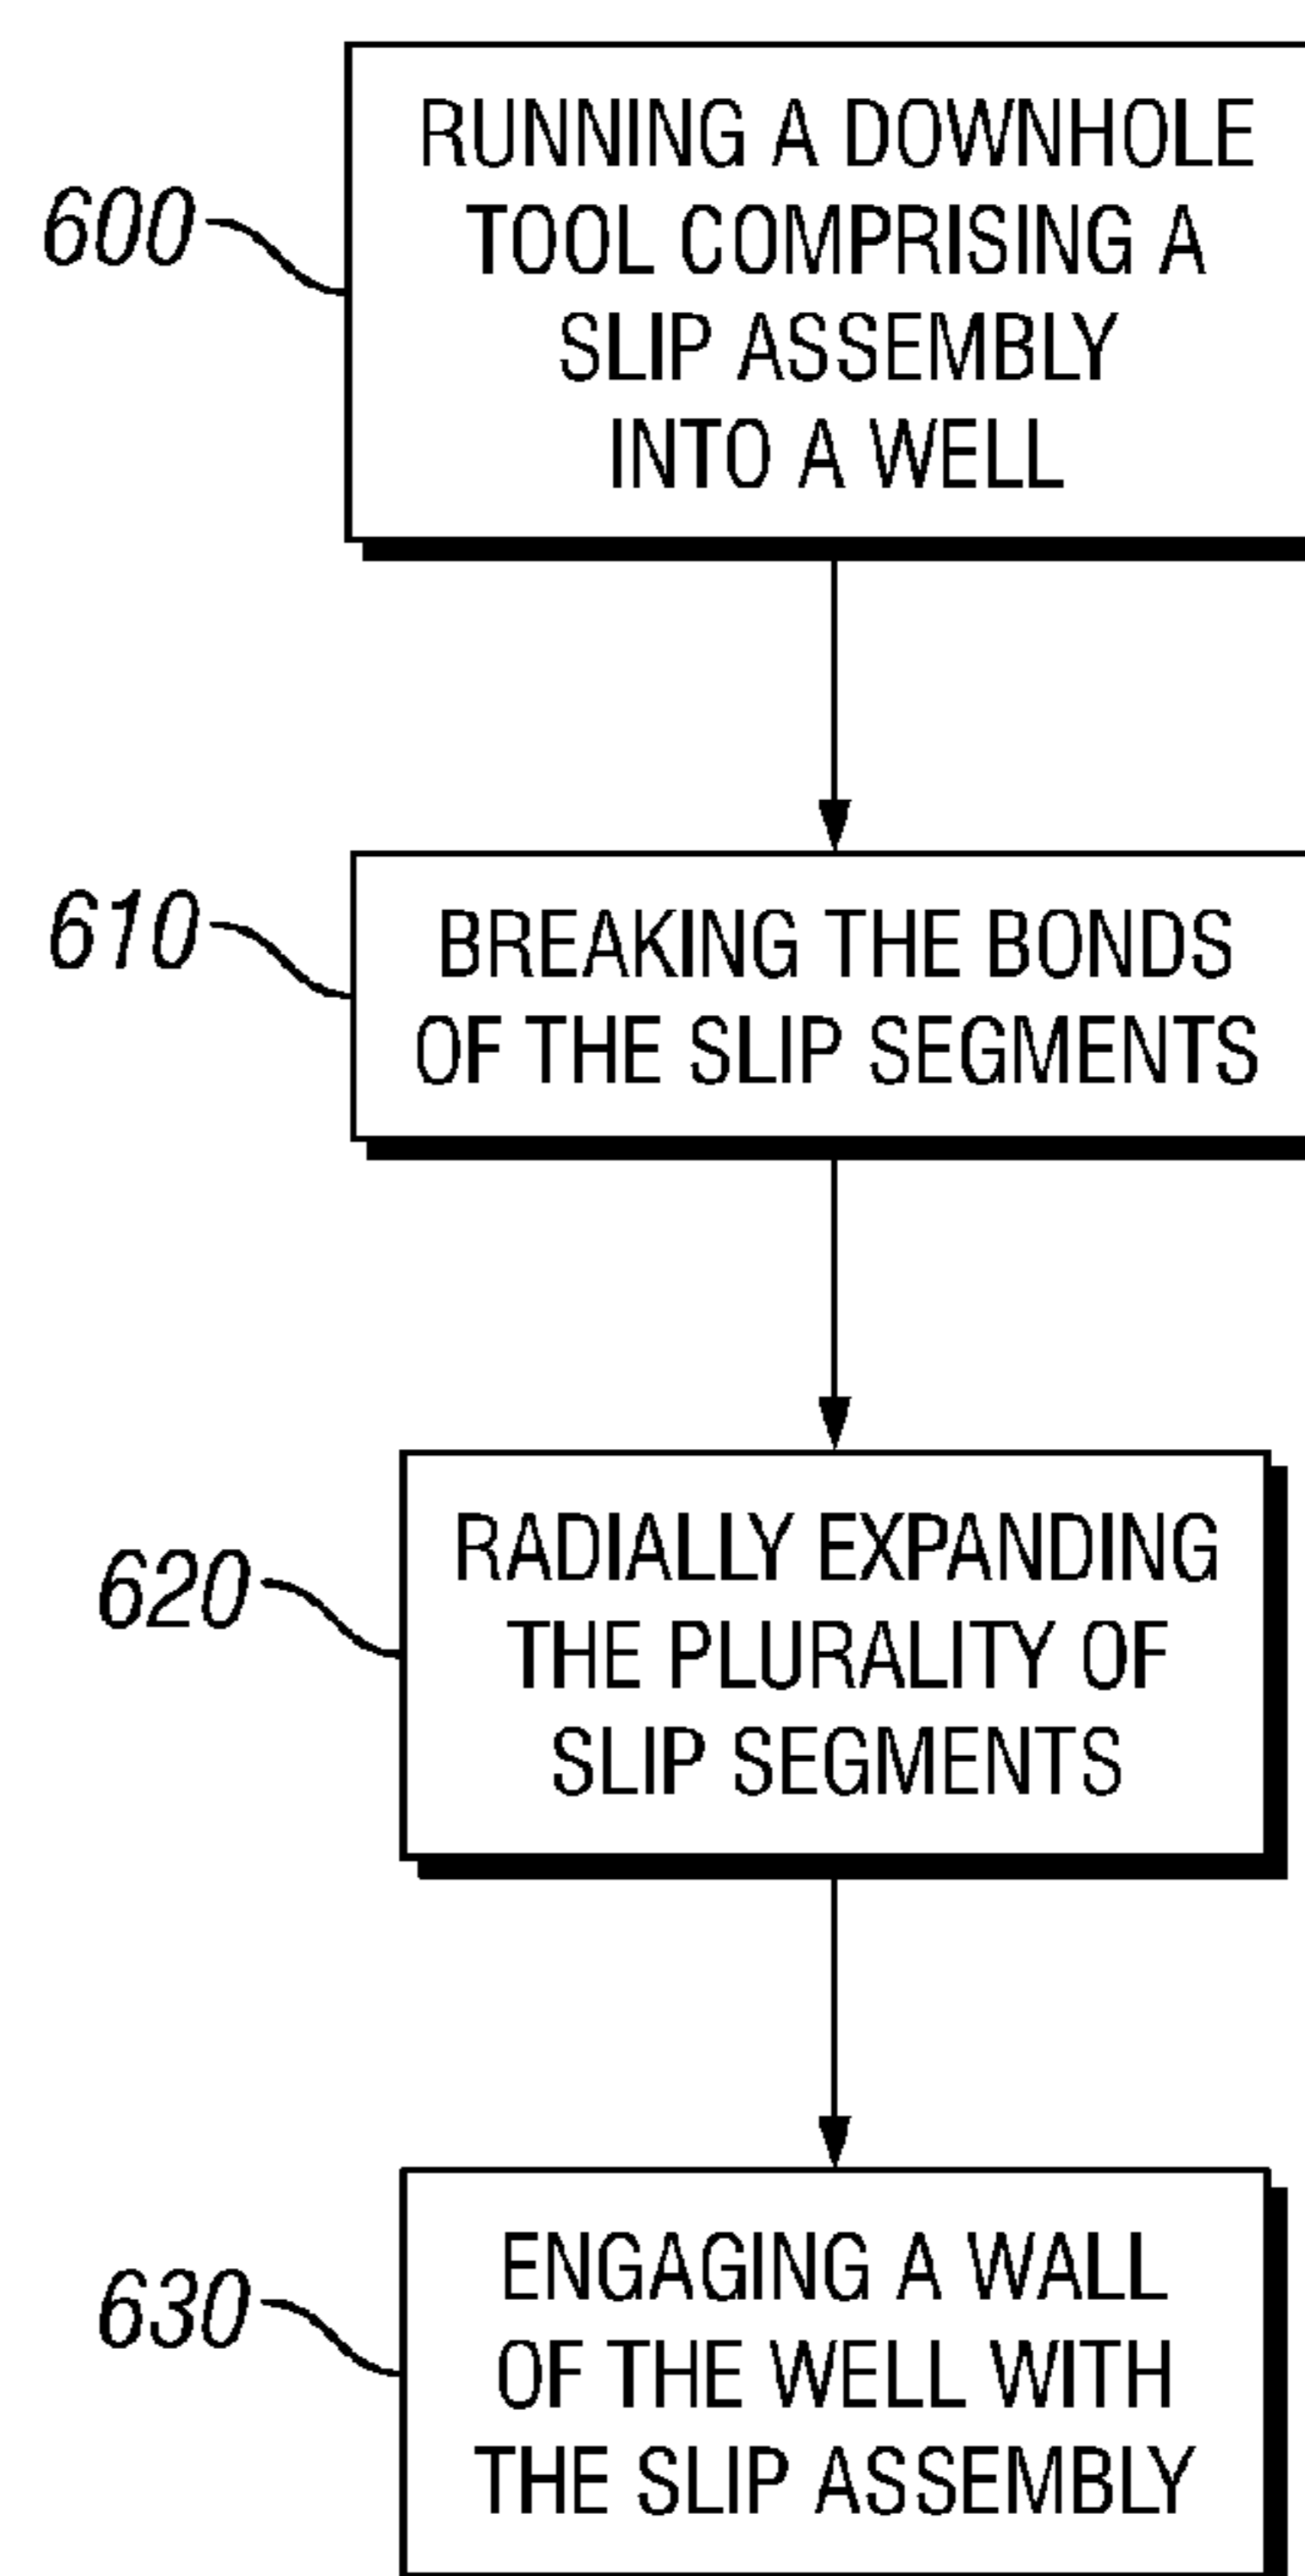 600
RUNNING A DOWNHOLE
TOOL COMPRISING A
SLIP ASSEMBLY
INTO A WELL
610
BREAKING THE BONDS
OF THE SLIP SEGMENTS
620
RADIALLY EXPANDING
THE PLURALITY OF
SLIP SEGMENTS
630
ENGAGING A WALL
OF THE WELL WITH
THE SLIP ASSEMBLY